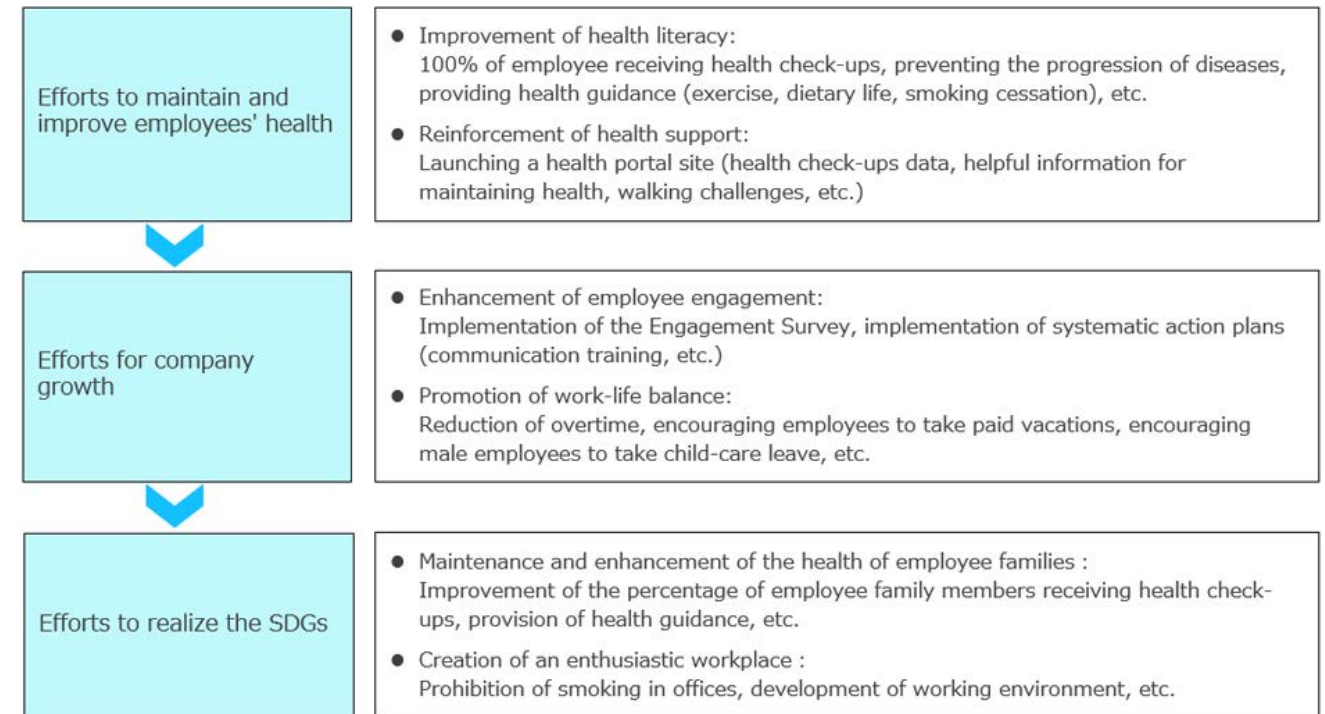 Efforts to maintain and
improve employees' health
● Improvement of health literacy:
100% of employee receiving health check-ups, preventing the progression of diseases,
providing health guidance (exercise, dietary life, smoking cessation), etc.
● Reinforcement of health support:
Launching a health portal site (health check-ups data, helpful information for
maintaining health, walking challenges, etc.)
Efforts for company
growth
● Enhancement of employee engagement:
Implementation of the Engagement Survey, implementation of systematic action plans
(communication training, etc.)
● Promotion of work-life balance:
Reduction of overtime, encouraging employees to take paid vacations, encouraging
male employees to take child-care leave, etc.
Efforts to realize the SDGs
● Maintenance and enhancement of the health of employee families :
Improvement of the percentage of employee family members receiving health check-
ups, provision of health guidance, etc.
● Creation of an enthusiastic workplace :
Prohibition of smoking in offices, development of working environment, etc.